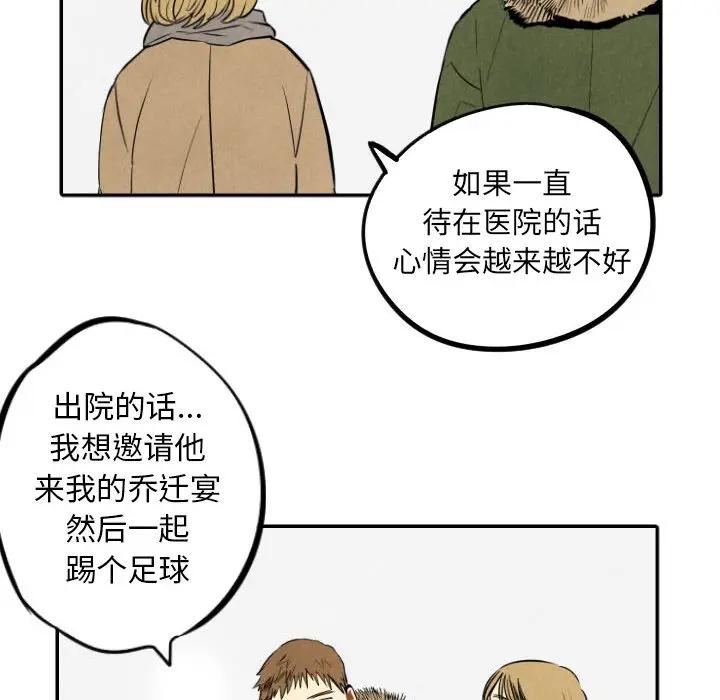 如果一直
待在医院的话
心情会越来越不好
出院的话...
我想邀请他
来我的乔迁宴
然后一起
踢个足球